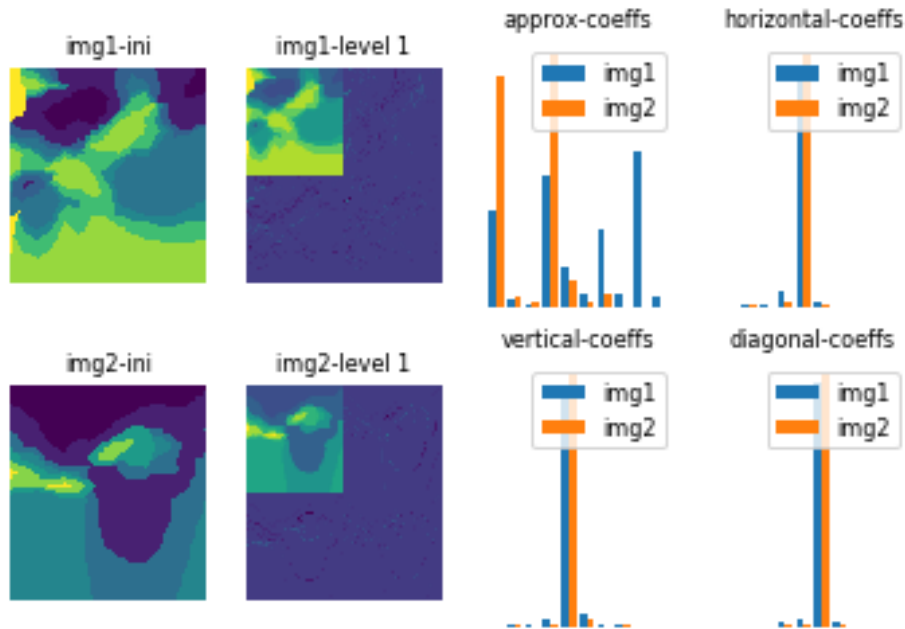 img1-ini
img1-level 1
approx-coeffs
img1
img2
horizontal-coeffs
img1
img2
img2-ini
img2-level 1
vertical-coeffs
img1
img2
diagonal-coeffs
img1
img2